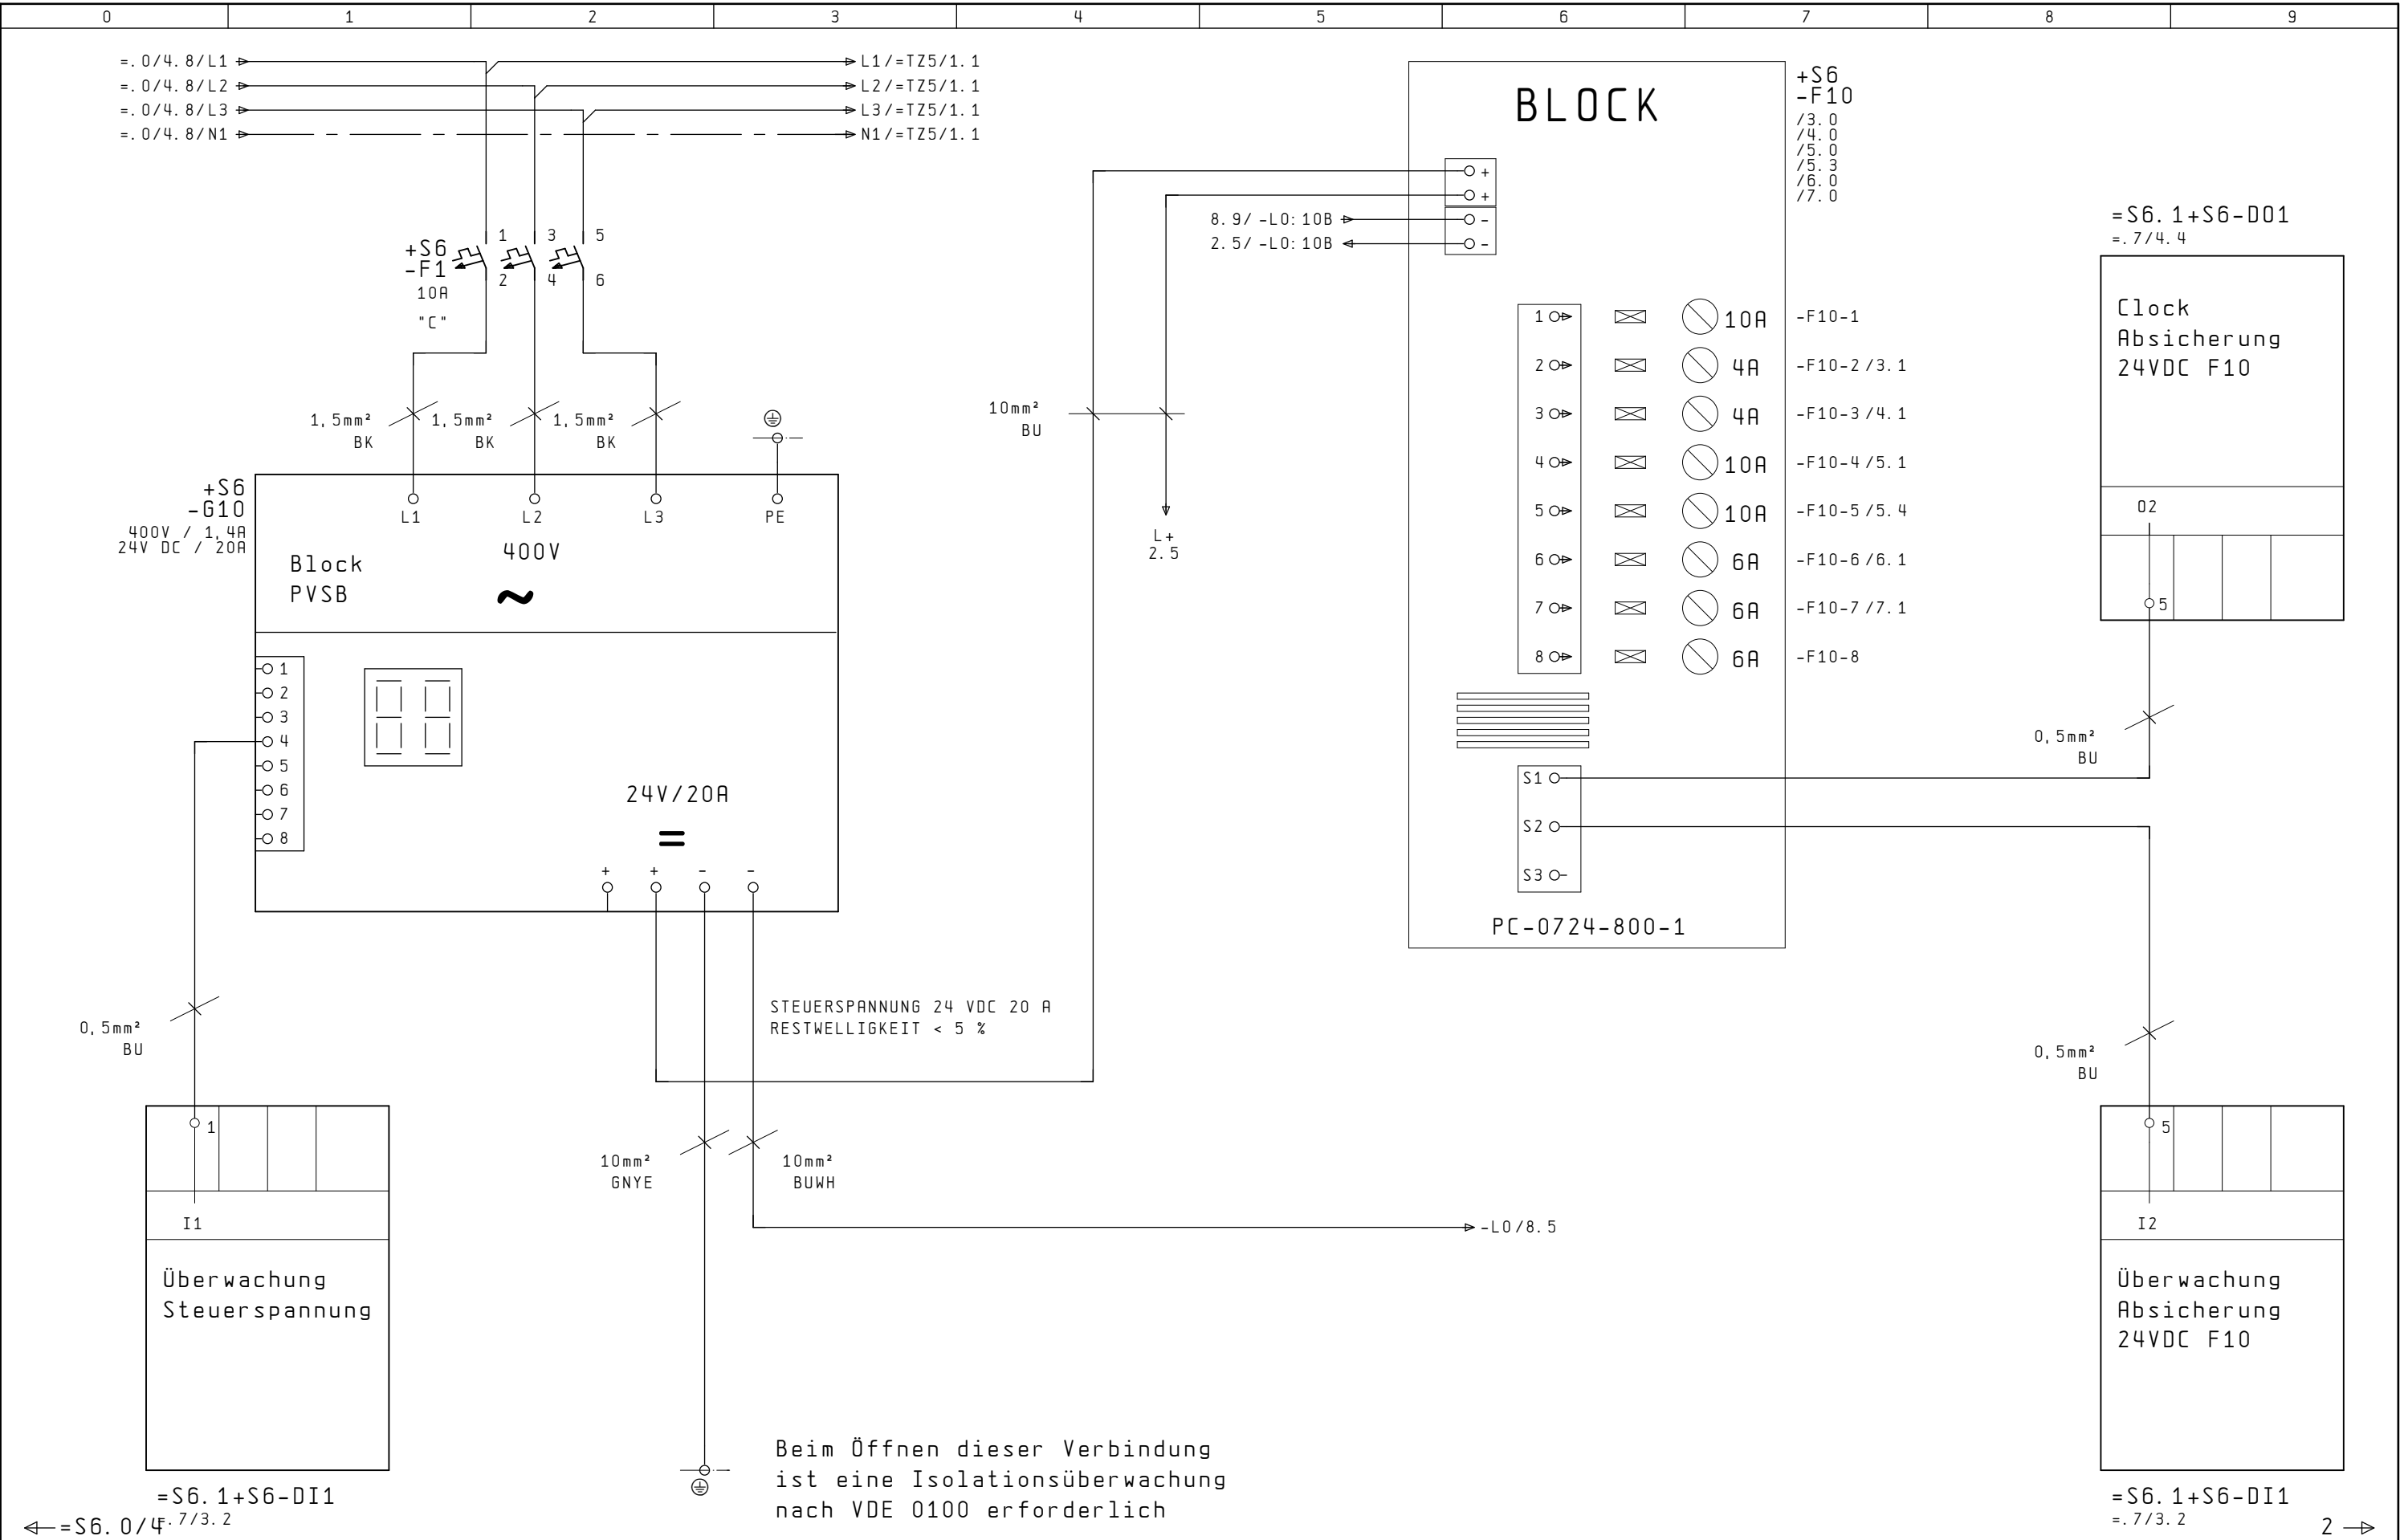 0 1 2 3 4 5 6 7 8 9
=.0/4.8/L1
L1/=TZ5/1.1
=.0/4.8/L2
L2/=TZ5/1.1
=.0/4.8/L3
L3/=TZ5/1.1
=.0/4.8/N1
N1/=TZ5/1.1
+S6
-F1
10A
"C"
1 3 5
2 4 6
1,5mm²
BK
1,5mm²
BK
1,5mm²
BK
+S6
-G10
400V / 1,4A
24V DC / 20A
L1 L2 L3 PE
400V
~
Block
PVSB
1
2
3
4
5
6
7
8
24V/20A
=
+ + - -
0,5mm²
BU
1
I1
Überwachung
Steuerspannung
=S6.1+S6-DI1
=.7/3.2
=S6.0/4
STEUERSPANNUNG 24 VDC 20 A
RESTWELLIGKEIT < 5 %
10mm²
GNYE
10mm²
BUWH
-L0/8.5
Beim Öffnen dieser Verbindung
ist eine Isolationsüberwachung
nach VDE 0100 erforderlich
10mm²
BU
L+
2.5
8.9/-L0:10B
2.5/-L0:10B
BLOCK
+
+
-
-
+S6
-F10
/3.0
/4.0
/5.0
/5.3
/6.0
/7.0
1 10A -F10-1
2 4A -F10-2/3.1
3 4A -F10-3/4.1
4 10A -F10-4/5.1
5 10A -F10-5/5.4
6 6A -F10-6/6.1
7 6A -F10-7/7.1
8 6A -F10-8
S1
S2
S3
PC-0724-800-1
=S6.1+S6-DO1
=.7/4.4
Clock
Absicherung
24VDC F10
O2
5
0,5mm²
BU
0,5mm²
BU
5
I2
Überwachung
Absicherung
24VDC F10
=S6.1+S6-DI1
=.7/3.2
2